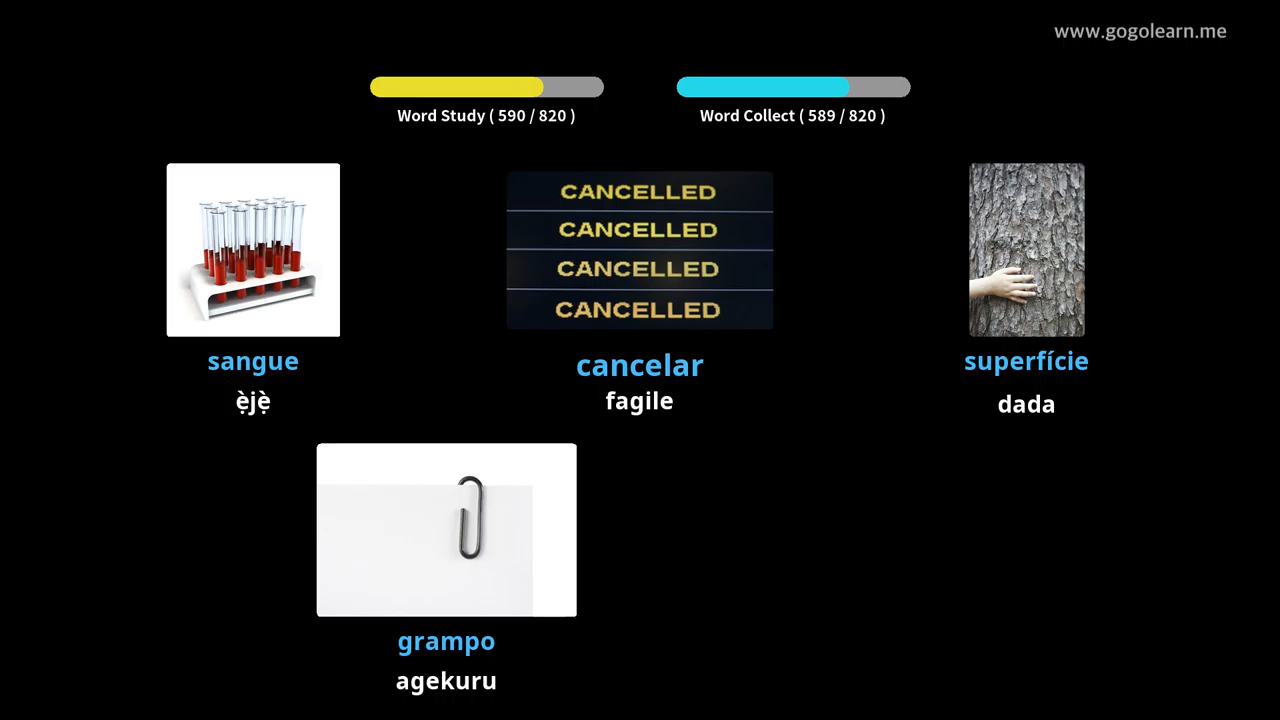 www.gogolearn.me
Word Study ( 590 / 820 )
Word Collect ( 589 / 820 )
CANCELLED
CANCELLED
CANCELLED
CANCELLED
sangue
ẹ̀jẹ̀
cancelar
fagile
superfície
dada
grampo
agekuru